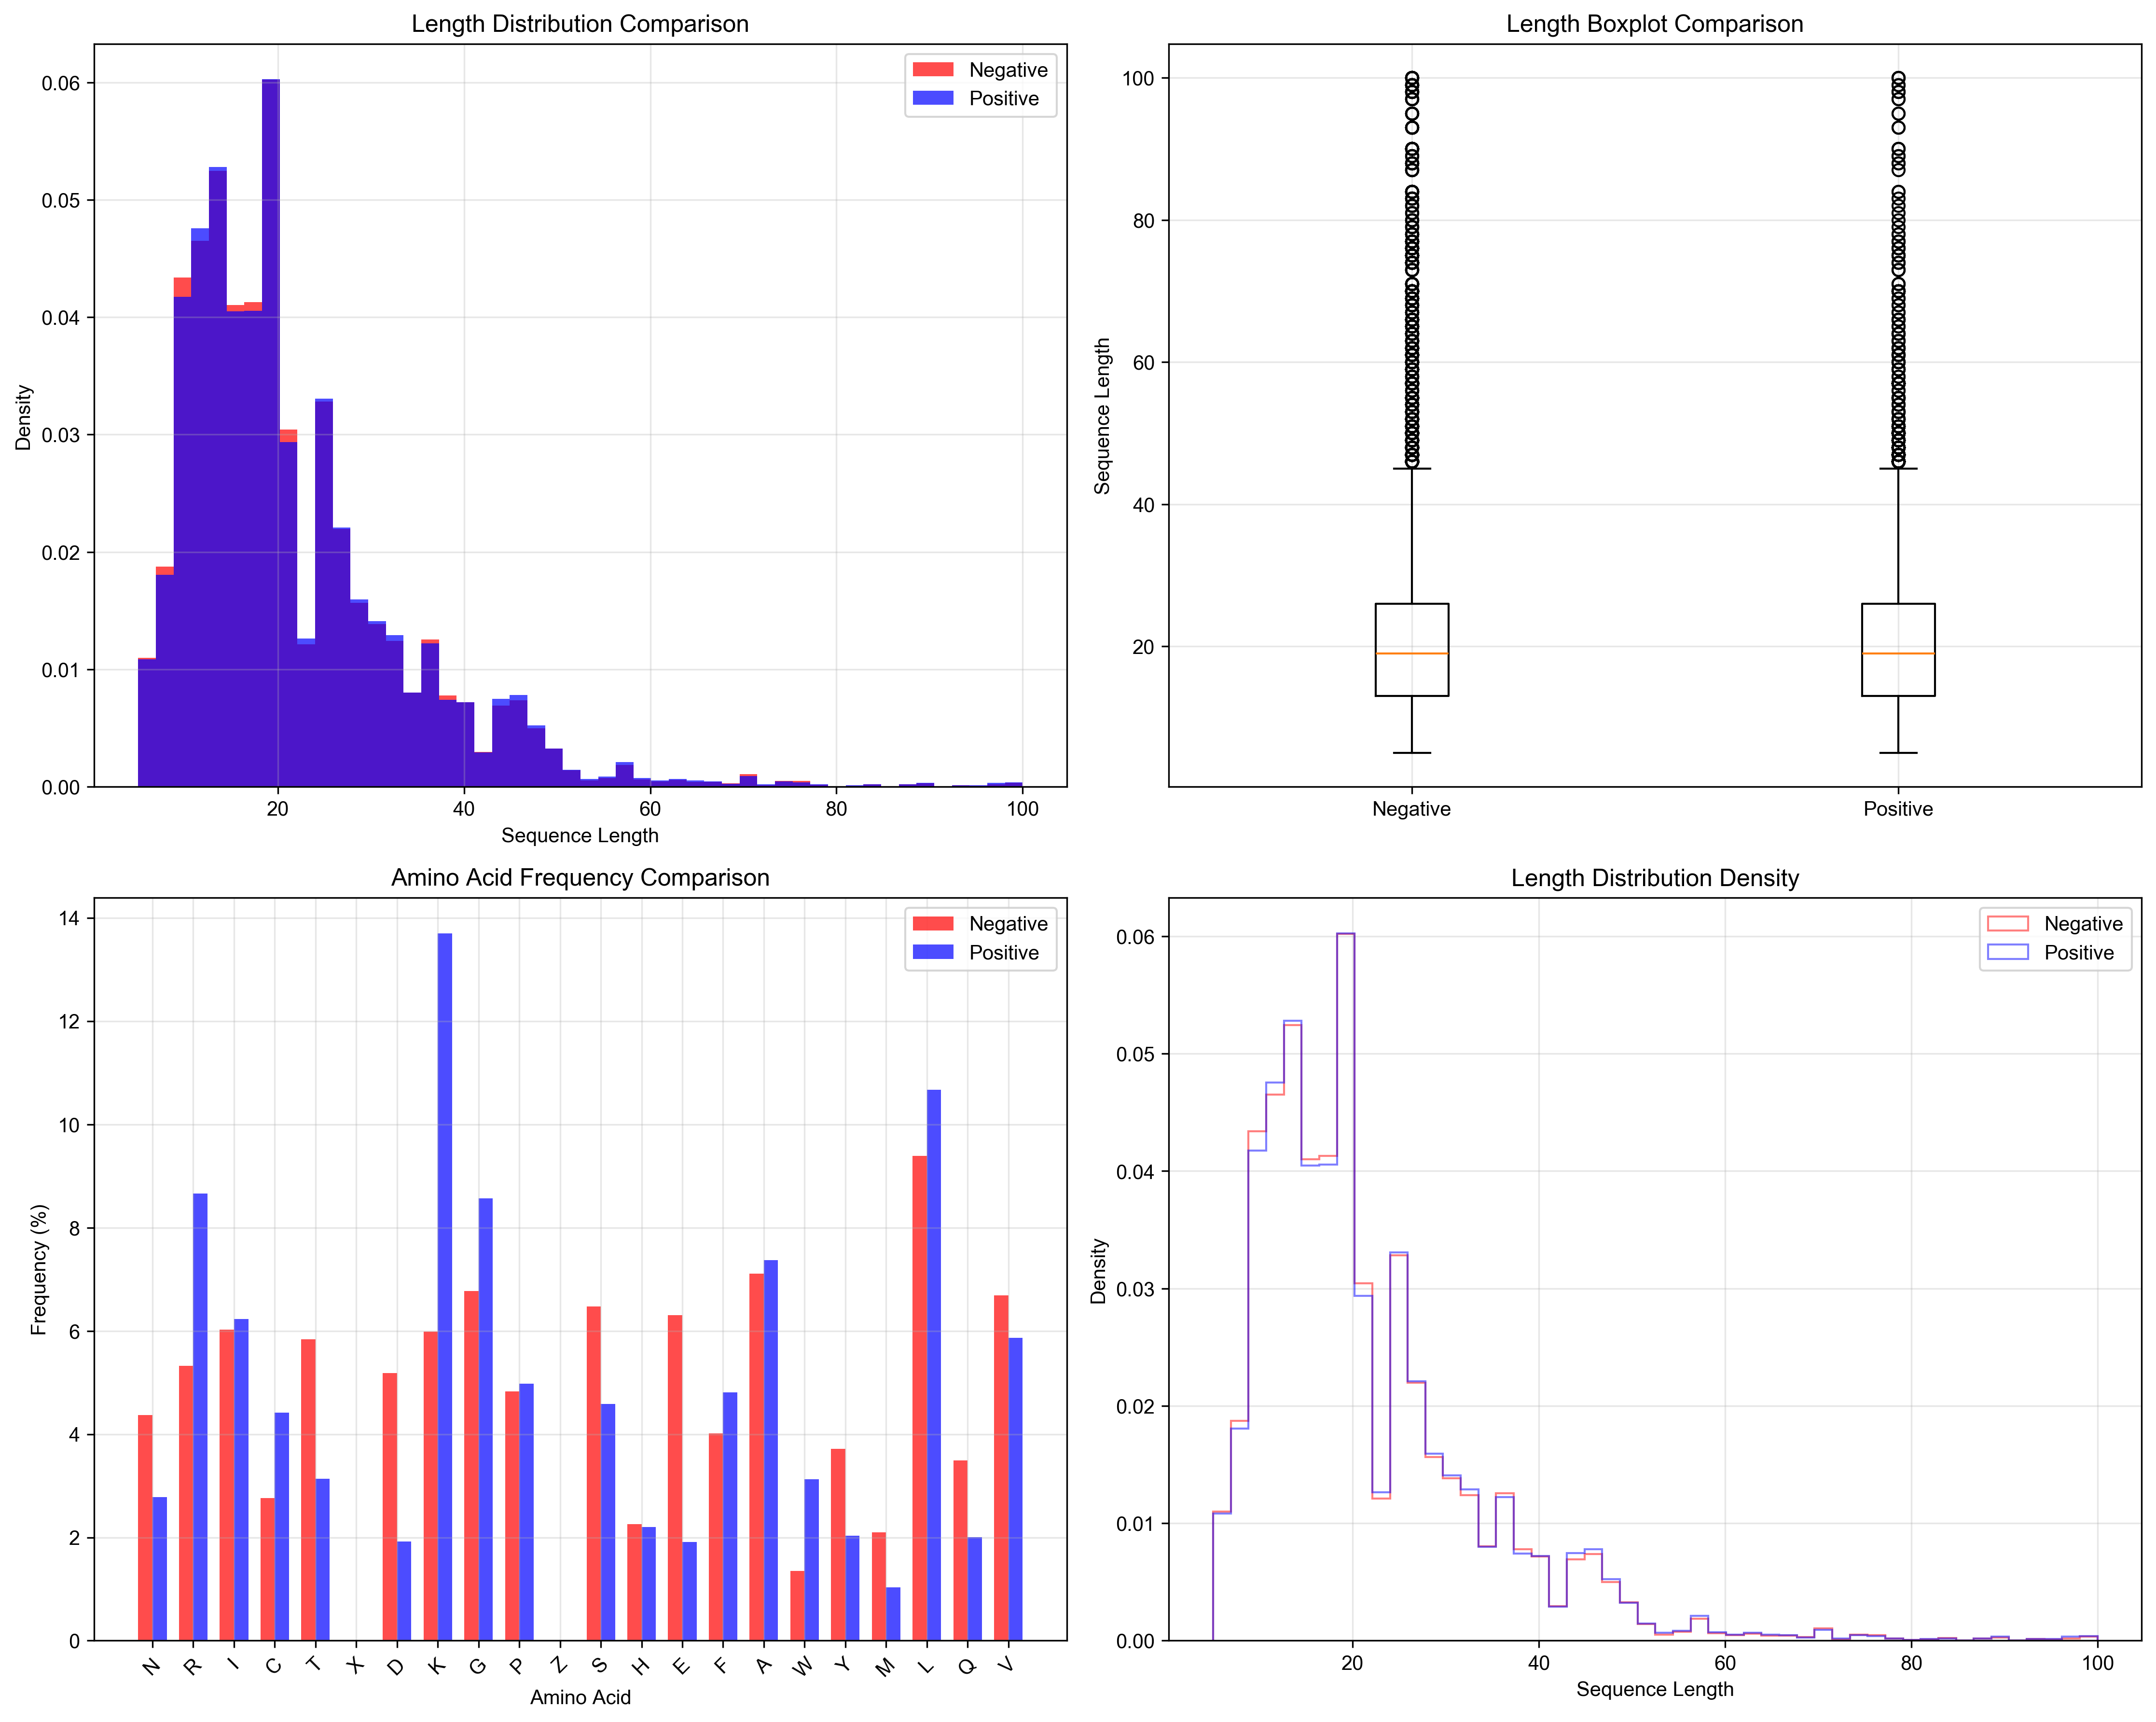 Length Distribution Comparison
Density
0.06
0.05
0.04
0.03
0.02
0.01
0.00
20 40 60 80 100
Sequence Length
Negative
Positive
Length Boxplot Comparison
Sequence Length
100
80
60
40
20
Negative Positive
Amino Acid Frequency Comparison
Frequency (%)
14
12
10
8
6
4
2
0
N R I C T X D K G P Z S H E F A W Y M L Q V
Amino Acid
Negative
Positive
Length Distribution Density
Density
0.06
0.05
0.04
0.03
0.02
0.01
0.00
20 40 60 80 100
Sequence Length
Negative
Positive